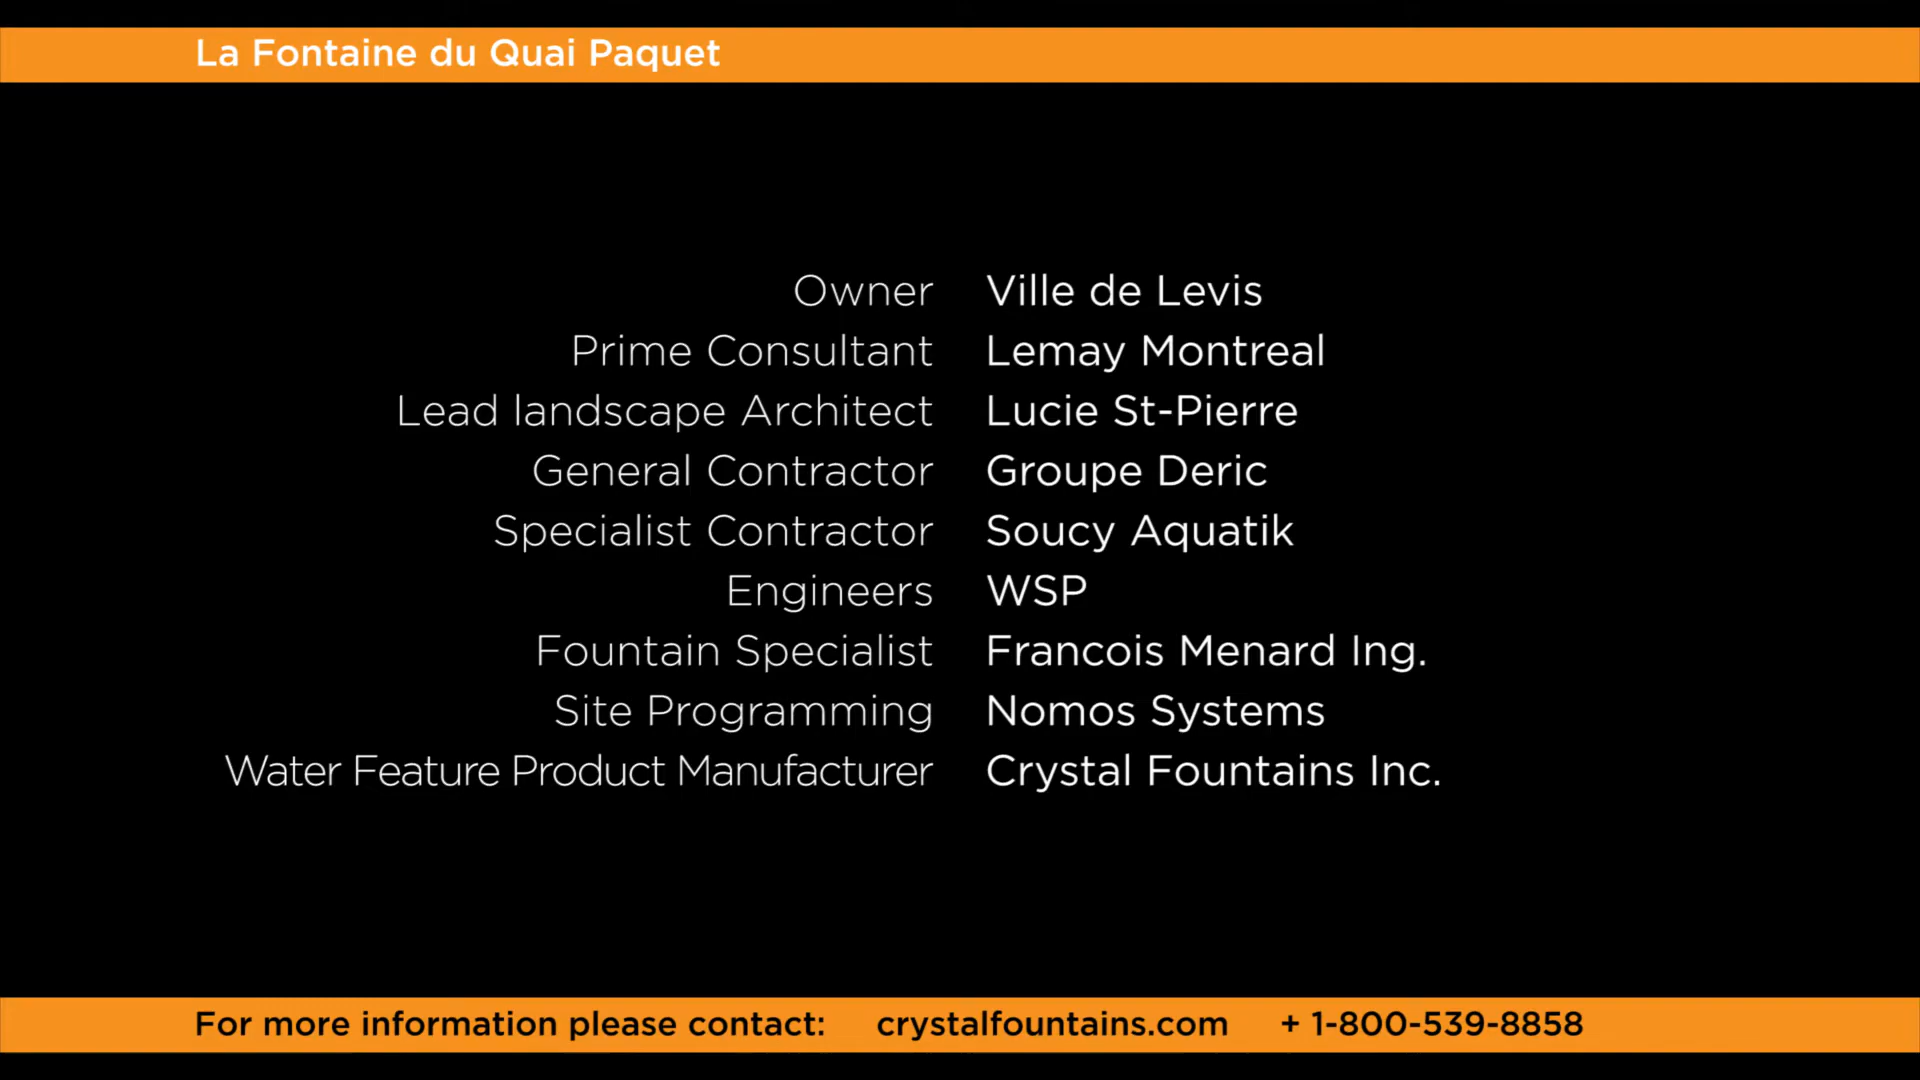 La Fontaine du Quai Paquet
Owner Ville de Levis
Prime Consultant Lemay Montreal
Lead landscape Architect Lucie St-Pierre
General Contractor Groupe Deric
Specialist Contractor Soucy Aquatik
Engineers WSP
Fountain Specialist Francois Menard Ing.
Site Programming Nomos Systems
Water Feature Product Manufacturer Crystal Fountains Inc.
For more information please contact: crystalfountains.com + 1-800-539-8858